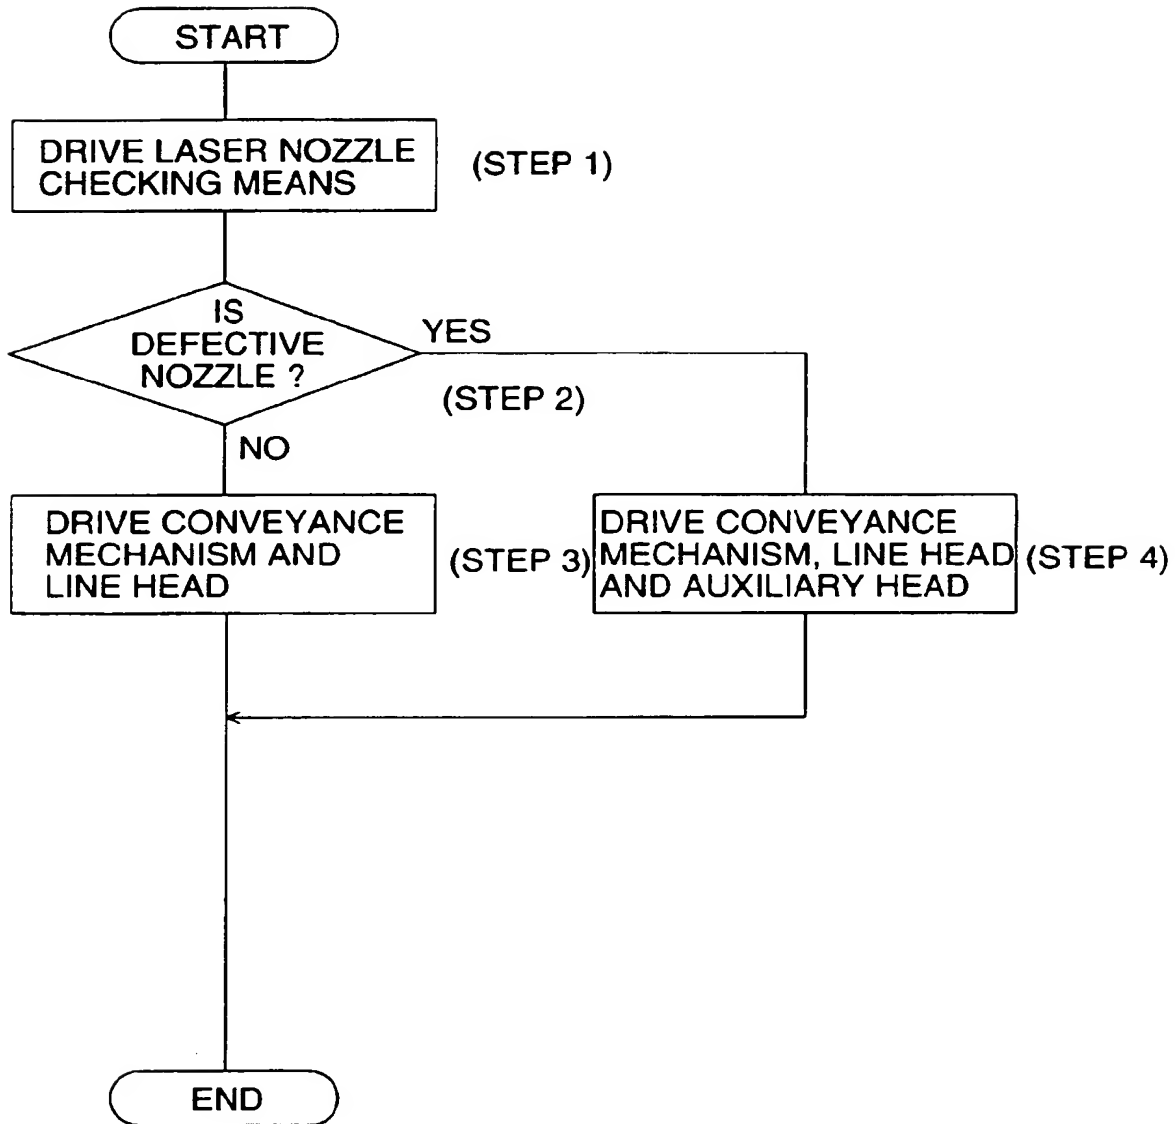 START
DRIVE LASER NOZZLE
CHECKING MEANS
(STEP 1)
IS
DEFECTIVE
NOZZLE ?
YES
(STEP 2)
NO
DRIVE CONVEYANCE
MECHANISM AND
LINE HEAD
(STEP 3)
DRIVE CONVEYANCE
MECHANISM, LINE HEAD
AND AUXILIARY HEAD
(STEP 4)
END